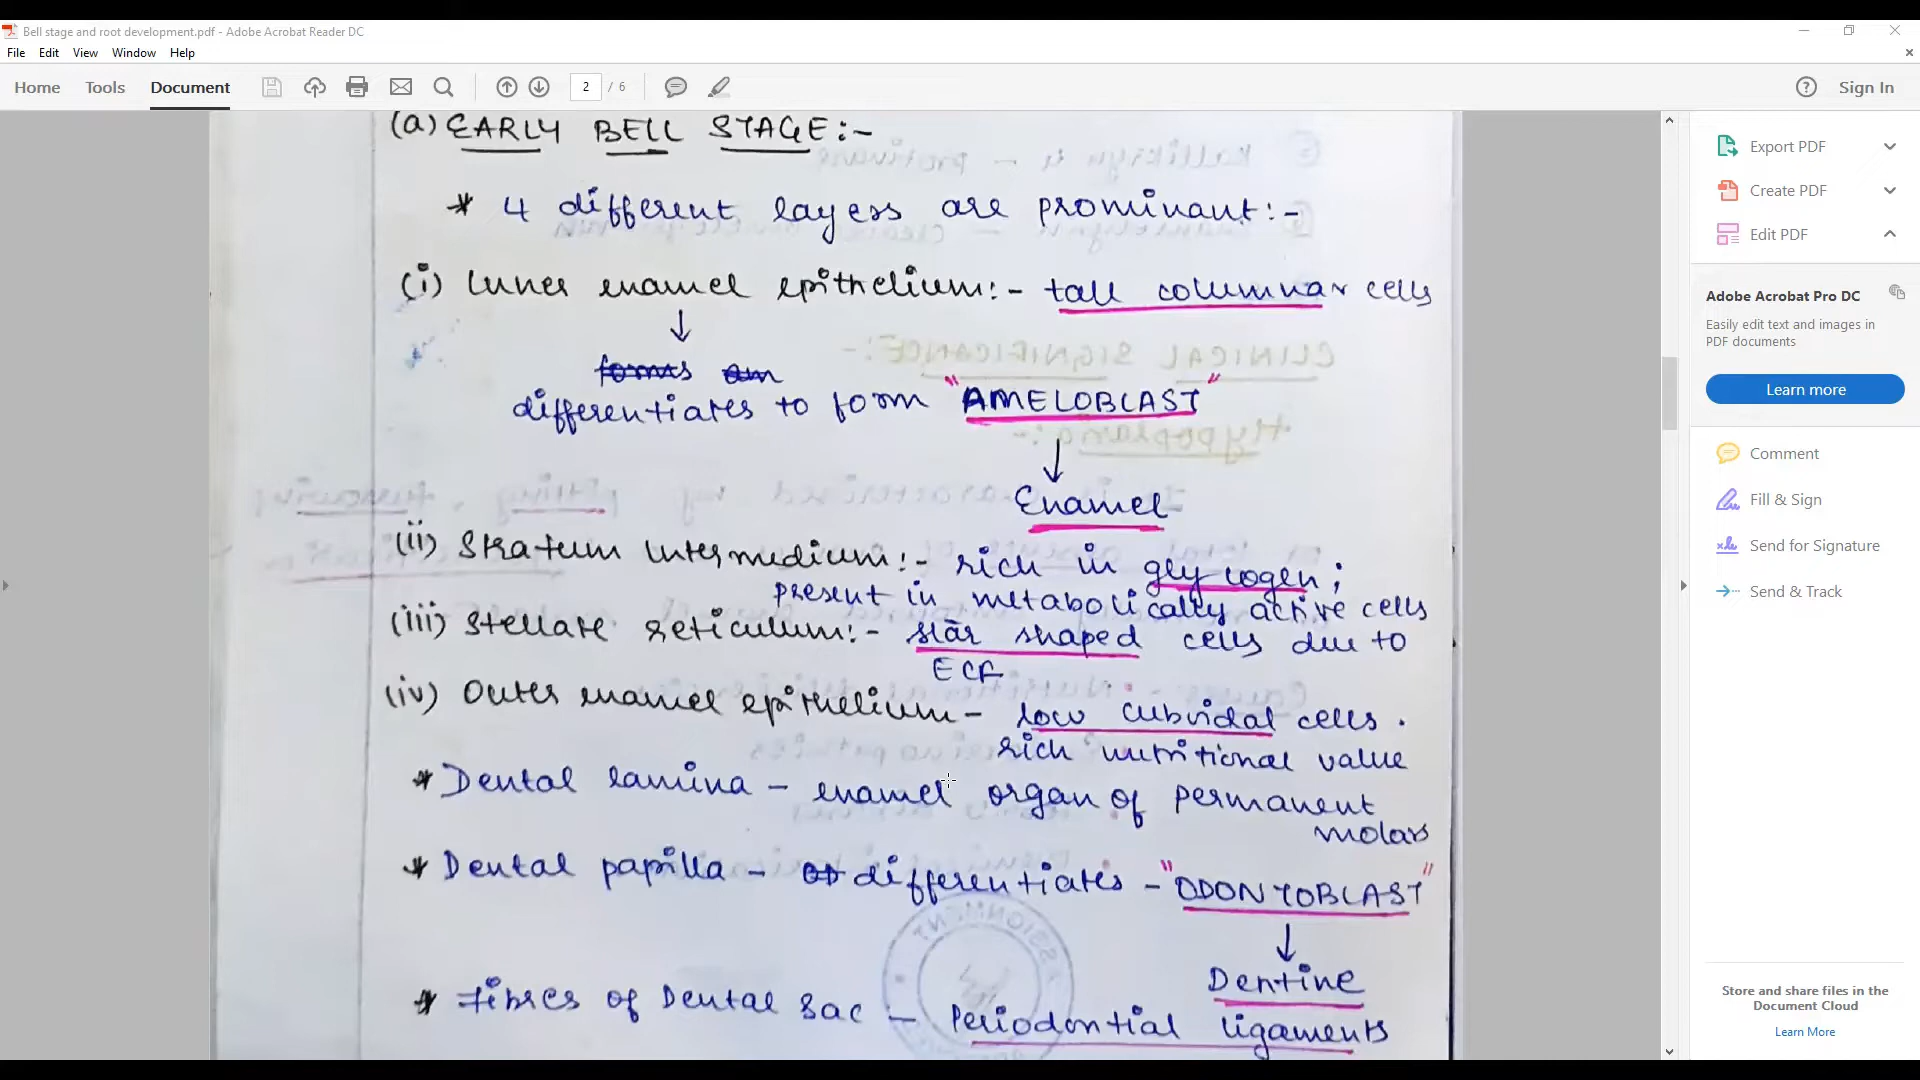 Bell stage and root development.pdf - Adobe Acrobat Reader DC
File Edit View Window Help
Home Tools Document 2 / 6 Sign In
(a) EARLY BELL STAGE:-
* 4 different layers are prominant:-
(i) Inner enamel epithelium:- tall columnar cells
↓
forms am
differentiates to form "AMELOBLAST"
↓
Enamel
(ii) Stratum Intermedium:- rich in glycogen;
present in metabolically active cells
(iii) Stellate reticulum:- star shaped cells due to
ECF
(iv) Outer enamel epithelium- low cuboidal cells.
rich nutritional value
* Dental lamina - enamel organ of permanent
molars
* Dental papilla - differentiates - "ODONTOBLAST"
↓
Dentine
* Fibres of Dental Sac - Periodontial ligaments
Export PDF
Create PDF
Edit PDF
Adobe Acrobat Pro DC
Easily edit text and images in
PDF documents
Learn more
Comment
Fill & Sign
Send for Signature
Send & Track
Store and share files in the
Document Cloud
Learn More